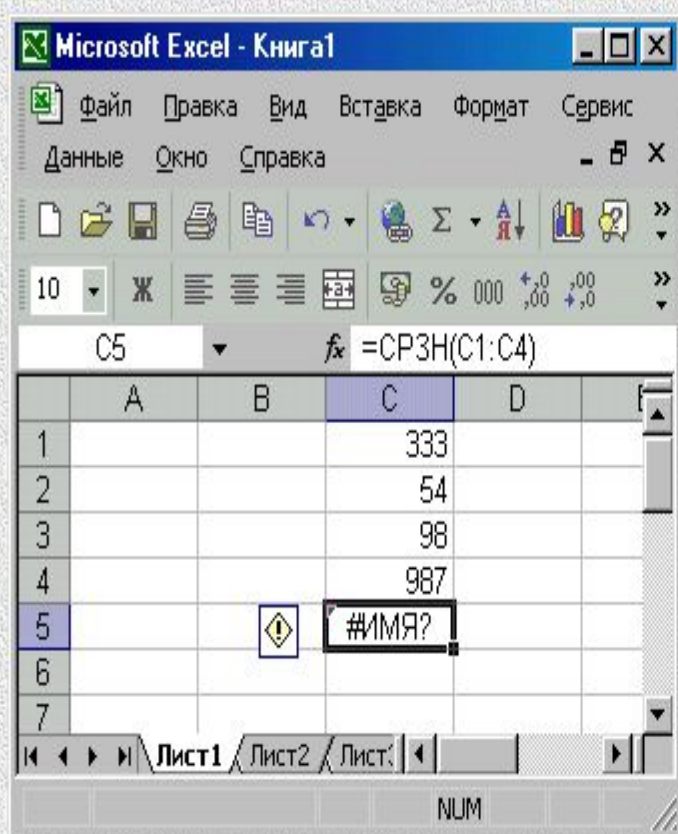 Microsoft Excel - Книга1
Файл Правка Вид Вставка Формат Сервис
Данные Окно Справка
10 Ж % 000
C5 fx =СРЗН(C1:C4)
A B C D
1 333
2 54
3 98
4 987
5 #ИМЯ?
6
7
Лист1 Лист2
NUM